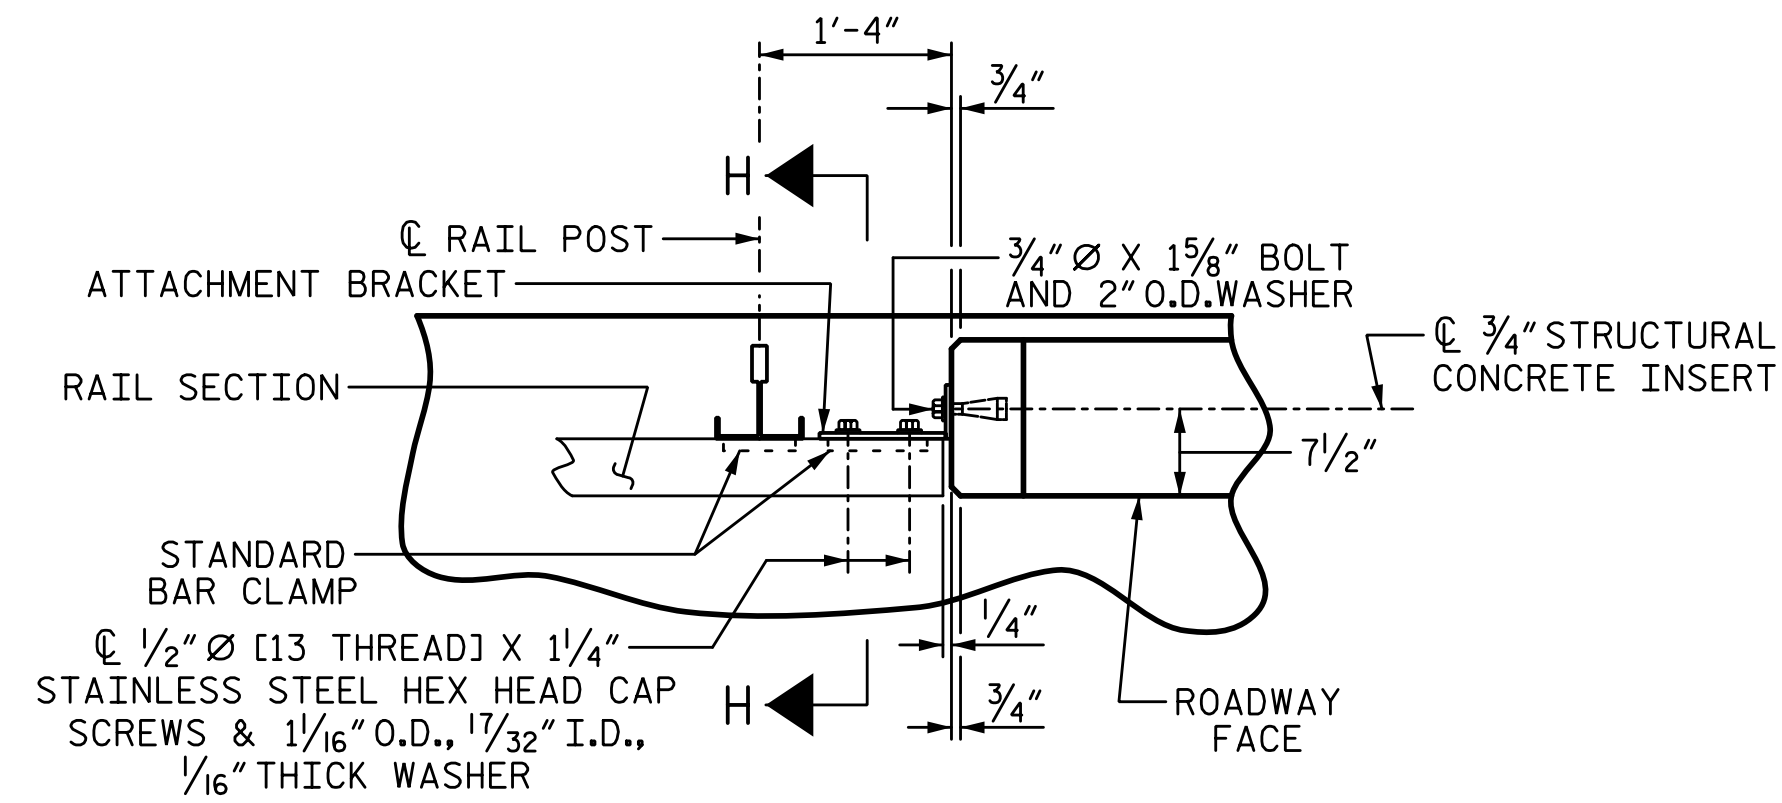 1'-4"
3/4"
H
℄ RAIL POST
ATTACHMENT BRACKET
3/4" Ø X 1 5/8" BOLT
AND 2" O.D. WASHER
℄ 3/4" STRUCTURAL
CONCRETE INSERT
RAIL SECTION
7 1/2"
STANDARD
BAR CLAMP
1/4"
℄ 1/2" Ø [13 THREAD] X 1 1/4"
STAINLESS STEEL HEX HEAD CAP
SCREWS & 1 1/16" O.D., 17/32" I.D.,
1/16" THICK WASHER
H
3/4"
ROADWAY
FACE